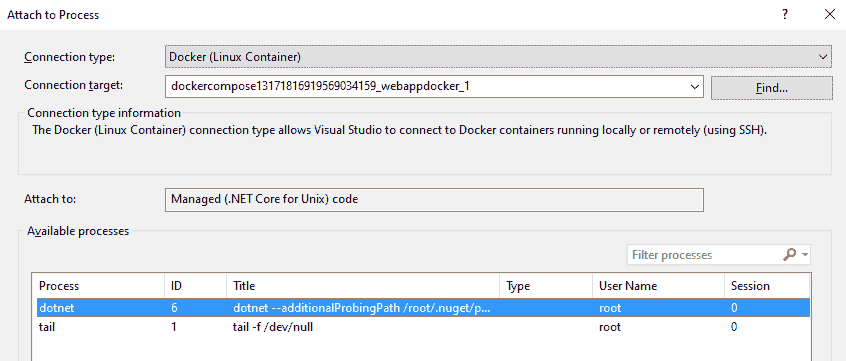 Attach to Process
? 
Connection type: Docker (Linux Container)
Connection target: dockercompose13171816919569034159_webappdocker_1 Find...
Connection type information
The Docker (Linux Container) connection type allows Visual Studio to connect to Docker containers running locally or remotely (using SSH).
Attach to: Managed (.NET Core for Unix) code
Available processes
Filter processes
Process ID Title Type User Name Session
dotnet 6 dotnet --additionalProbingPath /root/.nuget/p... root 0
tail 1 tail -f /dev/null root 0